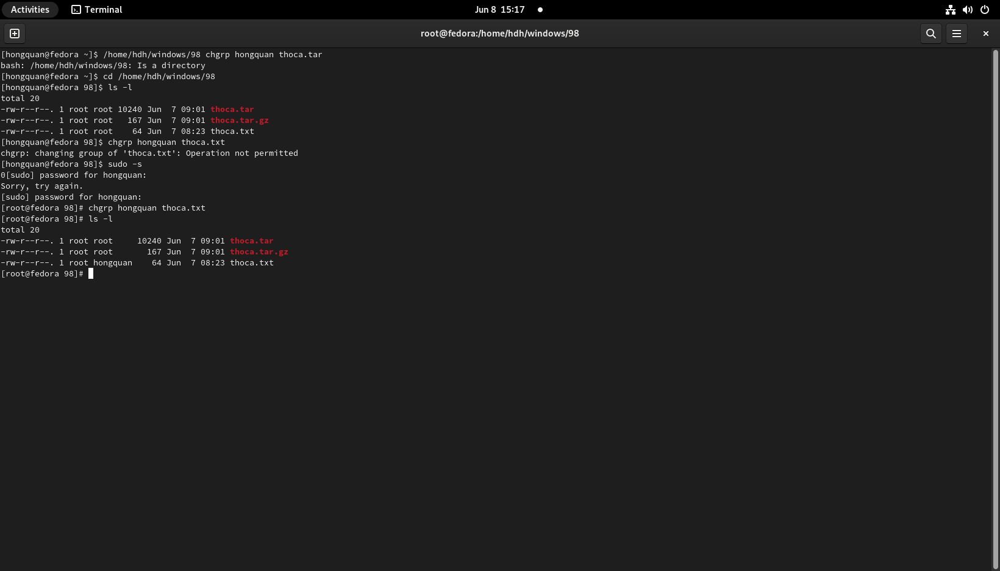 Activities Terminal Jun 8 15:17
root@fedora:/home/hdh/windows/98
[hongquan@fedora ~]$ /home/hdh/windows/98 chgrp hongquan thoca.tar
bash: /home/hdh/windows/98: Is a directory
[hongquan@fedora ~]$ cd /home/hdh/windows/98
[hongquan@fedora 98]$ ls -l
total 20
-rw-r--r--. 1 root root 10240 Jun  7 09:01 thoca.tar
-rw-r--r--. 1 root root   167 Jun  7 09:01 thoca.tar.gz
-rw-r--r--. 1 root root    64 Jun  7 08:23 thoca.txt
[hongquan@fedora 98]$ chgrp hongquan thoca.txt
chgrp: changing group of 'thoca.txt': Operation not permitted
[hongquan@fedora 98]$ sudo -s
0[sudo] password for hongquan:
Sorry, try again.
[sudo] password for hongquan:
[root@fedora 98]# chgrp hongquan thoca.txt
[root@fedora 98]# ls -l
total 20
-rw-r--r--. 1 root root     10240 Jun  7 09:01 thoca.tar
-rw-r--r--. 1 root root       167 Jun  7 09:01 thoca.tar.gz
-rw-r--r--. 1 root hongquan    64 Jun  7 08:23 thoca.txt
[root@fedora 98]#